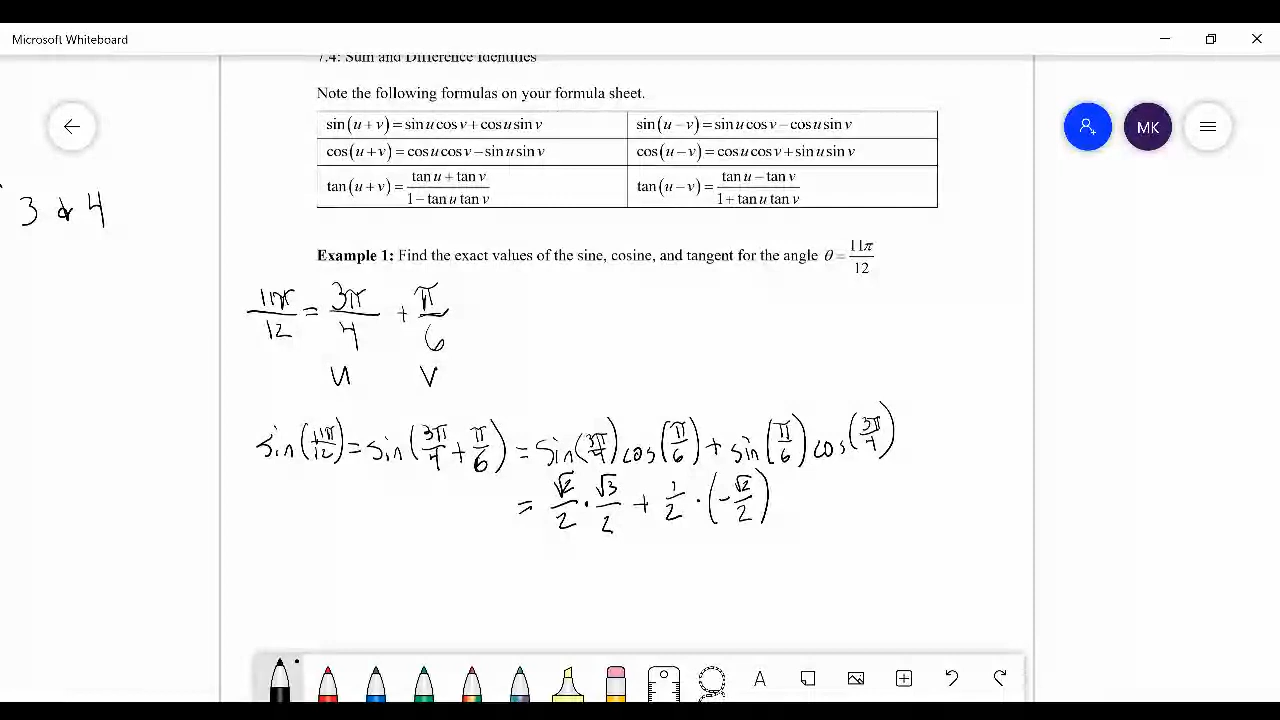 Microsoft Whiteboard
7.4: Sum and Difference Identities
Note the following formulas on your formula sheet.
sin(u+v)=sin u cos v+cos u sin v
sin(u−v)=sin u cos v−cos u sin v
cos(u+v)=cos u cos v−sin u sin v
cos(u−v)=cos u cos v+sin u sin v
tan(u+v)=(tan u+tan v)/(1−tan u tan v)
tan(u−v)=(tan u−tan v)/(1+tan u tan v)
MK
3 & 4
Example 1: Find the exact values of the sine, cosine, and tangent for the angle θ=11π/12
11π/12 = 3π/4 + π/6
u v
sin(11π/12)=sin(3π/4+π/6)=sin(3π/4)cos(π/6)+sin(π/6)cos(3π/4)
= √2/2 · √3/2 + 1/2 · (−√2/2)
A